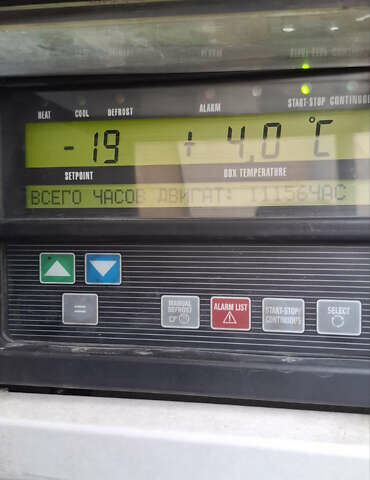 HEAT COOL DEFROST ALARM START-STOP CONTINUOUS
-19 +4,0 °C
SETPOINT BOX TEMPERATURE
ВСЕГО ЧАСОВ ДВИГАТ: 11156ЧАС
= MANUAL DEFROST ALARM LIST START-STOP/ CONTINUOUS SELECT